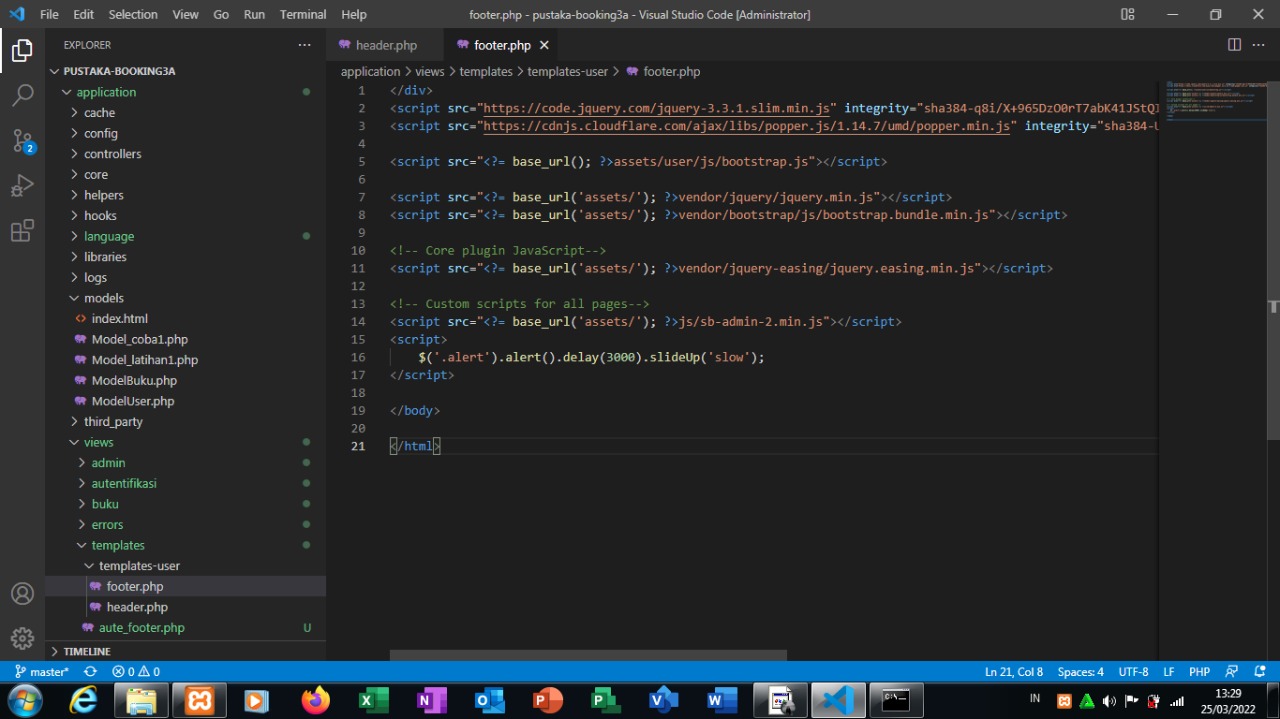 File Edit Selection View Go Run Terminal Help
footer.php - pustaka-booking3a - Visual Studio Code [Administrator]
EXPLORER
PUSTAKA-BOOKING3A
application
cache
config
controllers
core
helpers
hooks
language
libraries
logs
models
index.html
Model_coba1.php
Model_latihan1.php
ModelBuku.php
ModelUser.php
third_party
views
admin
autentifikasi
buku
errors
templates
templates-user
footer.php
header.php
aute_footer.php U
TIMELINE
2
header.php
footer.php
application > views > templates > templates-user > footer.php
1 </div>
2 <script src="https://code.jquery.com/jquery-3.3.1.slim.min.js" integrity="sha384-q8i/X+965DzO0rT7abK41JStQI
3 <script src="https://cdnjs.cloudflare.com/ajax/libs/popper.js/1.14.7/umd/popper.min.js" integrity="sha384-U
4
5 <script src="<?= base_url(); ?>assets/user/js/bootstrap.js"></script>
6
7 <script src="<?= base_url('assets/'); ?>vendor/jquery/jquery.min.js"></script>
8 <script src="<?= base_url('assets/'); ?>vendor/bootstrap/js/bootstrap.bundle.min.js"></script>
9
10 <!-- Core plugin JavaScript-->
11 <script src="<?= base_url('assets/'); ?>vendor/jquery-easing/jquery.easing.min.js"></script>
12
13 <!-- Custom scripts for all pages-->
14 <script src="<?= base_url('assets/'); ?>js/sb-admin-2.min.js"></script>
15 <script>
16 $('.alert').alert().delay(3000).slideUp('slow');
17 </script>
18
19 </body>
20
21 </html>
master* 0 0
Ln 21, Col 8 Spaces: 4 UTF-8 LF PHP
IN
13:29
25/03/2022